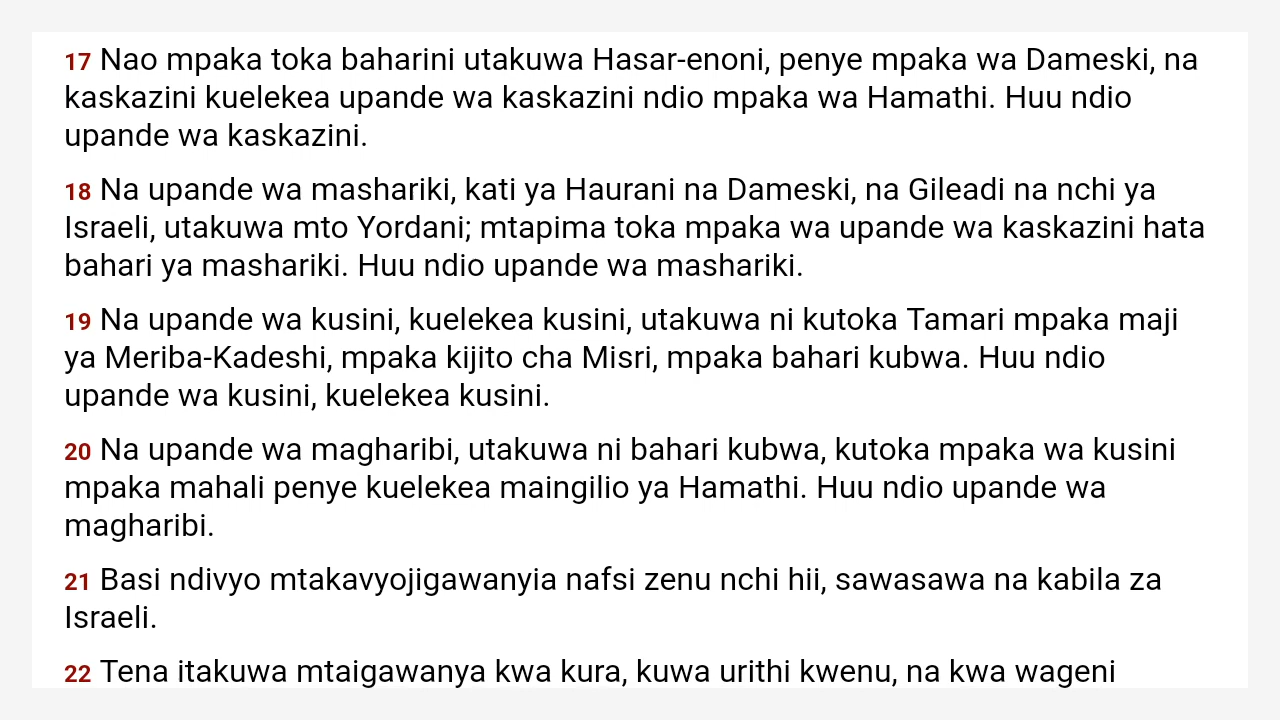 17 Nao mpaka toka baharini utakuwa Hasar-enoni, penye mpaka wa Dameski, na
kaskazini kuelekea upande wa kaskazini ndio mpaka wa Hamathi. Huu ndio
upande wa kaskazini.
18 Na upande wa mashariki, kati ya Haurani na Dameski, na Gileadi na nchi ya
Israeli, utakuwa mto Yordani; mtapima toka mpaka wa upande wa kaskazini hata
bahari ya mashariki. Huu ndio upande wa mashariki.
19 Na upande wa kusini, kuelekea kusini, utakuwa ni kutoka Tamari mpaka maji
ya Meriba-Kadeshi, mpaka kijito cha Misri, mpaka bahari kubwa. Huu ndio
upande wa kusini, kuelekea kusini.
20 Na upande wa magharibi, utakuwa ni bahari kubwa, kutoka mpaka wa kusini
mpaka mahali penye kuelekea maingilio ya Hamathi. Huu ndio upande wa
magharibi.
21 Basi ndivyo mtakavyojigawanyia nafsi zenu nchi hii, sawasawa na kabila za
Israeli.
22 Tena itakuwa mtaigawanya kwa kura, kuwa urithi kwenu, na kwa wageni